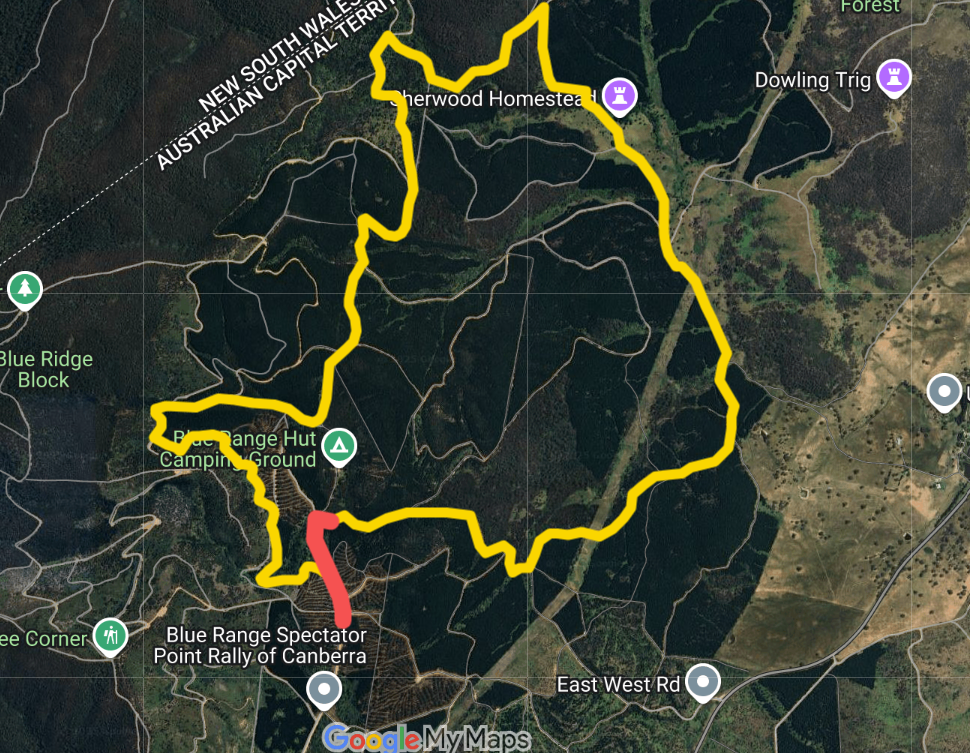 Forest
NEW SOUTH WALES
AUSTRALIAN CAPITAL TERRIT
Dowling Trig
Sherwood Homestead
Blue Ridge
Block
Blue Range Hut
Camping Ground
ee Corner
Blue Range Spectator
Point Rally of Canberra
East West Rd
Google My Maps